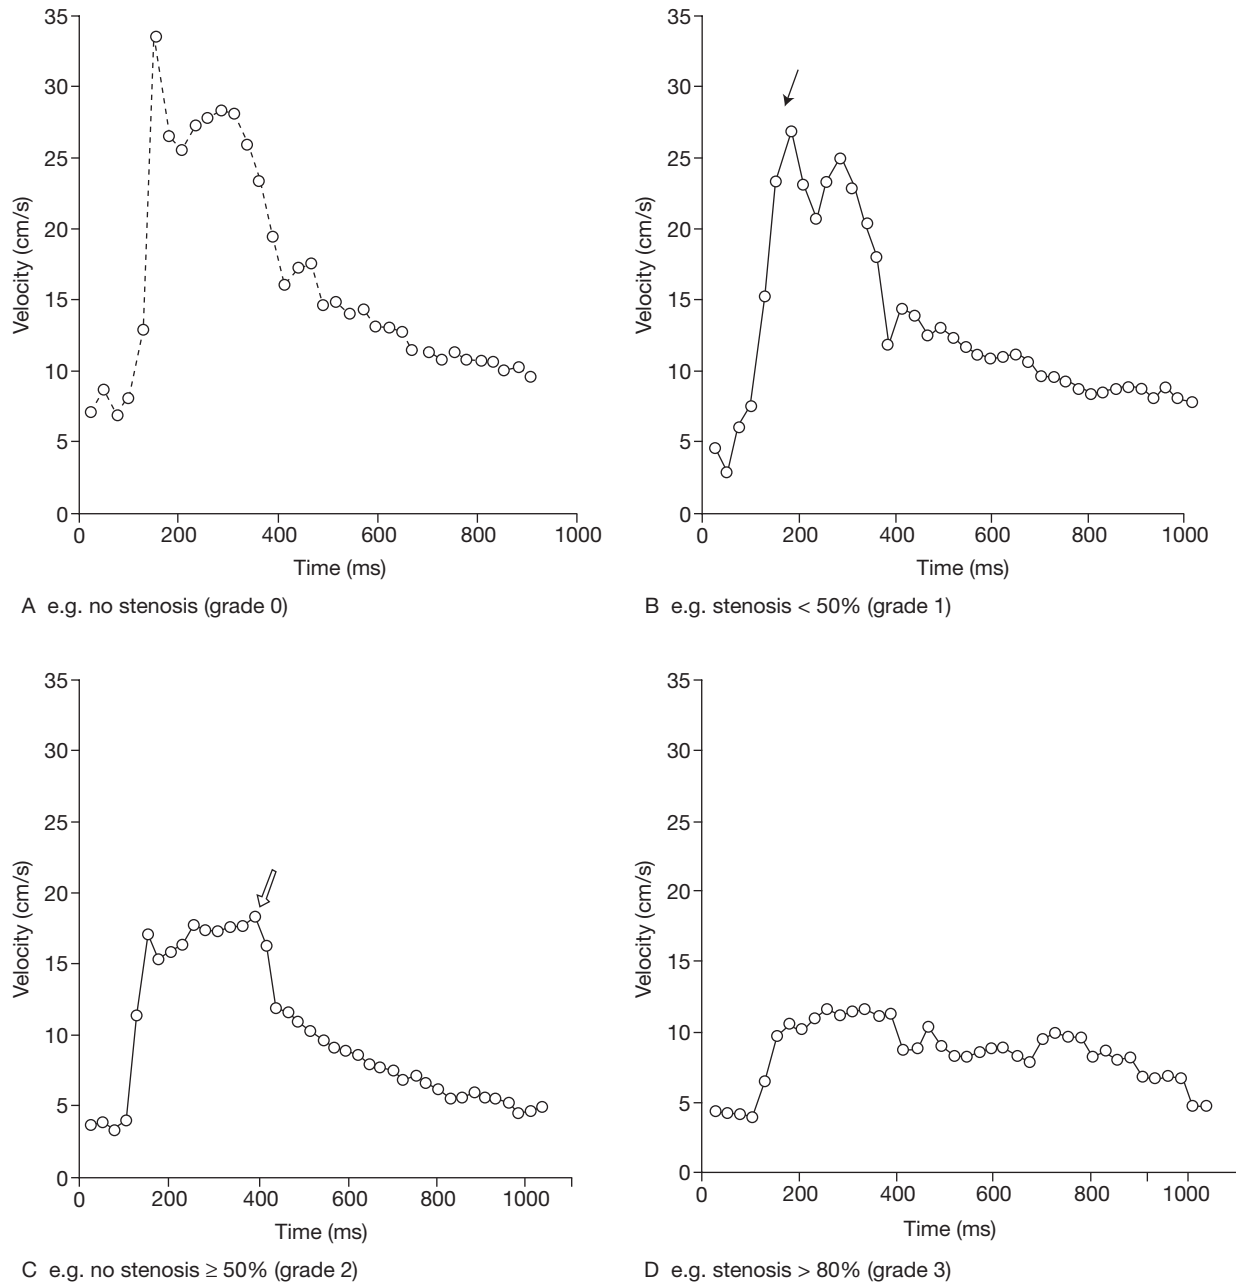 35
30
25
20
15
10
5
0
Velocity (cm/s)
0 200 400 600 800 1000
Time (ms)
A e.g. no stenosis (grade 0)
35
30
25
20
15
10
5
0
Velocity (cm/s)
0 200 400 600 800 1000
Time (ms)
B e.g. stenosis < 50% (grade 1)
35
30
25
20
15
10
5
0
Velocity (cm/s)
0 200 400 600 800 1000
Time (ms)
C e.g. no stenosis ≥ 50% (grade 2)
35
30
25
20
15
10
5
0
Velocity (cm/s)
0 200 400 600 800 1000
Time (ms)
D e.g. stenosis > 80% (grade 3)